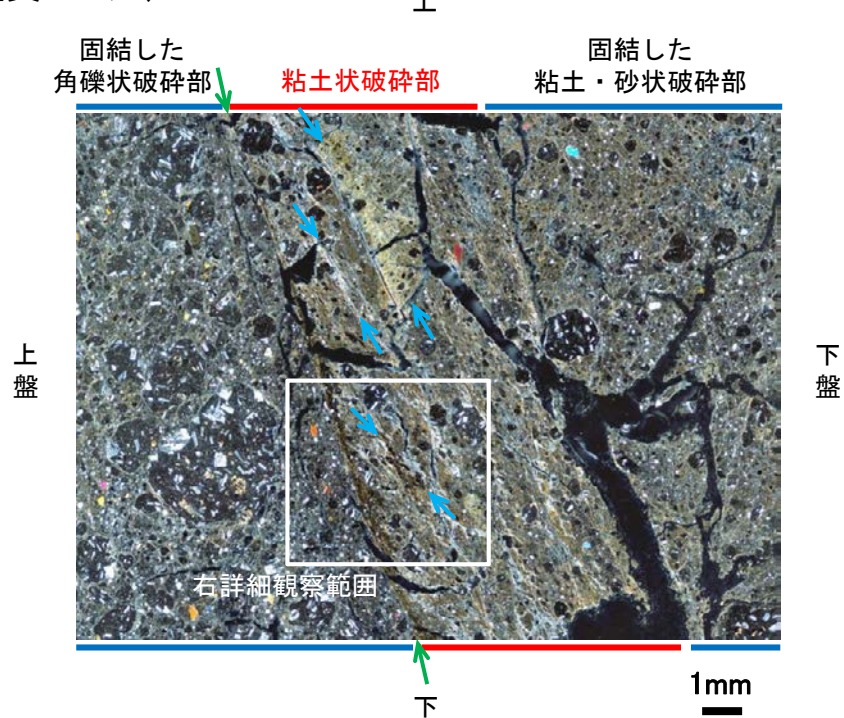 上
固結した
角礫状破砕部
粘土状破砕部
固結した
粘土・砂状破砕部
上
盤
下
盤
右詳細観察範囲
下
1mm